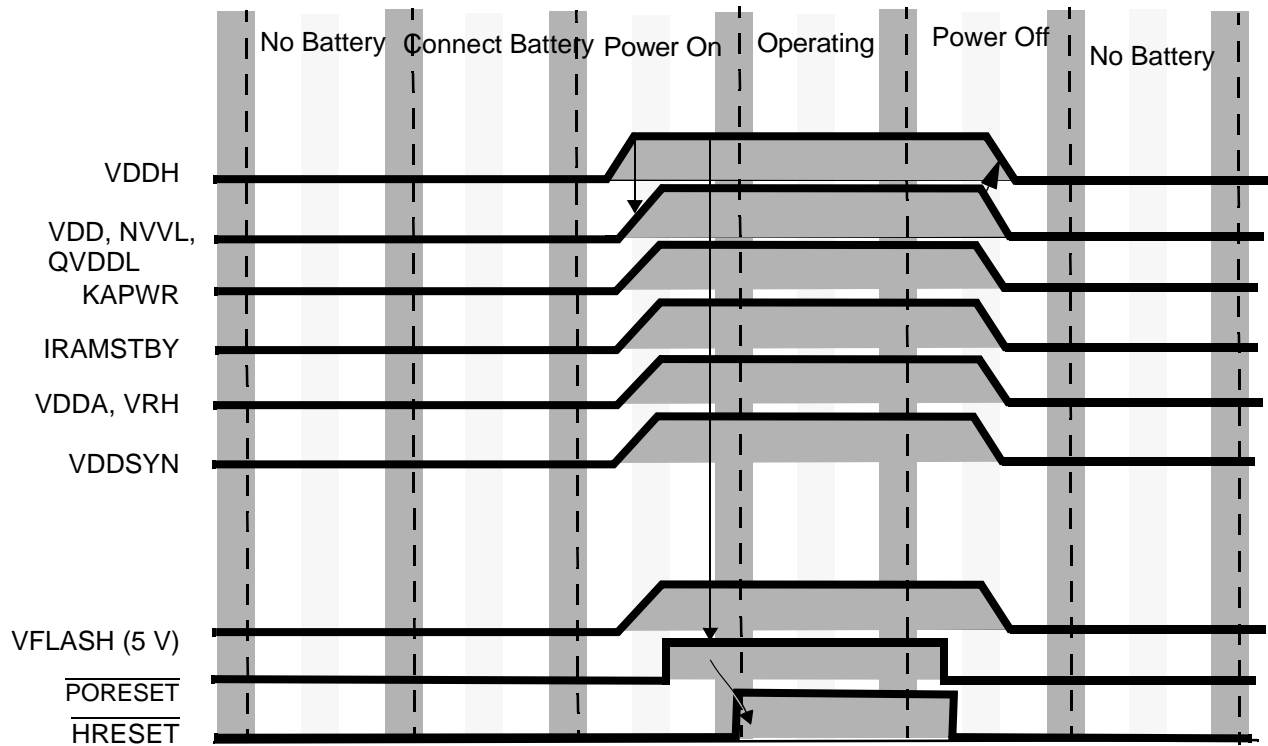 No Battery Connect Battery Power On Operating Power Off No Battery
VDDH
VDD, NVVL,
QVDDL
KAPWR
IRAMSTBY
VDDA, VRH
VDDSYN
VFLASH (5 V)
PORESET
HRESET